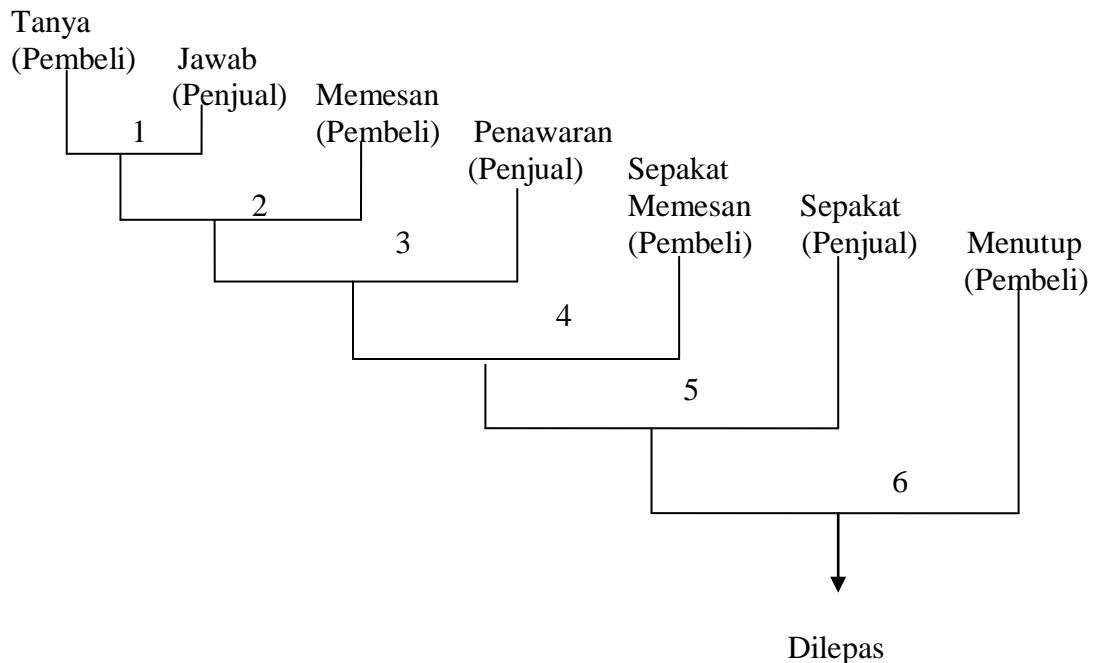 Tanya
(Pembeli)
Jawab
(Penjual)
Memesan
(Pembeli)
Penawaran
(Penjual)
Sepakat
Memesan
(Pembeli)
Sepakat
(Penjual)
Menutup
(Pembeli)
1
2
3
4
5
6
Dilepas